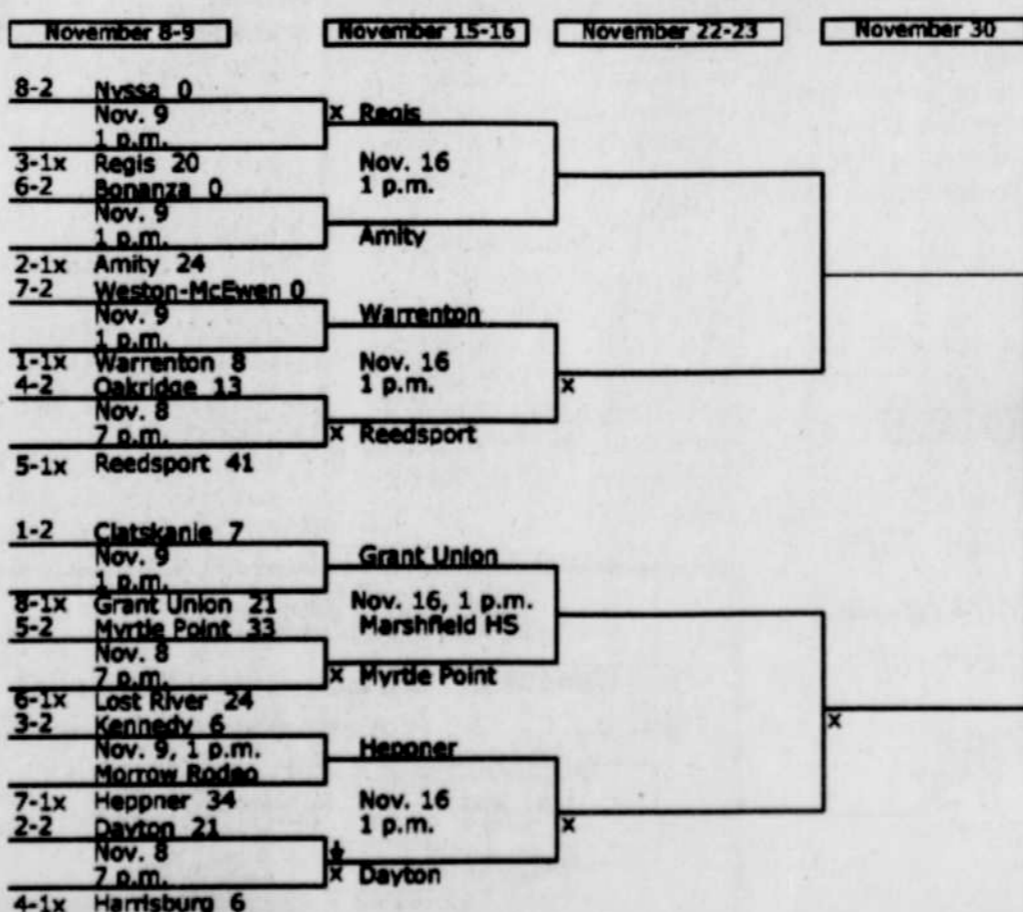 November 8-9 November 15-16 November 22-23 November 30
8-2 Nyssa 0
Nov. 9
1 p.m.
3-1x Regis 20
6-2 Bonanza 0
Nov. 9
1 p.m.
2-1x Amity 24
7-2 Weston-McEwen 0
Nov. 9
1 p.m.
1-1x Warrenton 8
4-2 Oakridge 13
Nov. 8
7 p.m.
5-1x Reedsport 41
x Regis
Nov. 16
1 p.m.
Amity
Warrenton
Nov. 16
1 p.m.
x Reedsport
x
1-2 Clatskanie 7
Nov. 9
1 p.m.
8-1x Grant Union 21
5-2 Myrtle Point 33
Nov. 8
7 p.m.
6-1x Lost River 24
3-2 Kennedy 6
Nov. 9, 1 p.m.
Morrow Rodeo
7-1x Heppner 34
2-2 Dayton 21
Nov. 8
7 p.m.
4-1x Harrisburg 6
Grant Union
Nov. 16, 1 p.m.
Marshfield HS
x Myrtle Point
Heppner
Nov. 16
1 p.m.
x Dayton
x
x